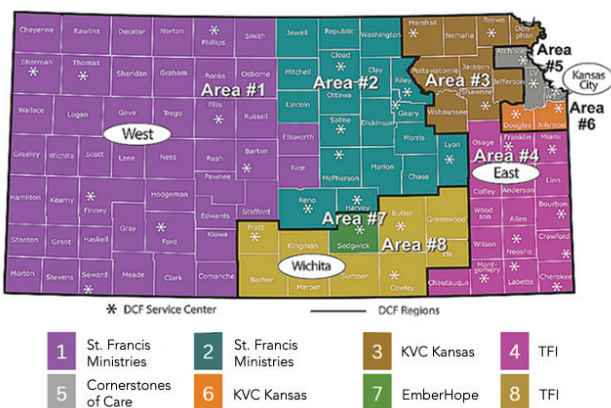 Cheyenne Rawlins Decatur Norton Phillips Smith Jewell Republic Washington Marshall Nemaha Brown Doniphan
Atchison Area #5
Sherman Thomas Sheridan Graham Rooks Osborne Mitchell Cloud Clay Riley Pottawatomie Jackson Jefferson
Kansas City
Area #1 Area #2 Area #3
Lincoln Ottawa Geary Shawnee Area #6
Wallace Logan Gove Trego Ellis Russell Saline Dickinson Wabaunsee Douglas Johnson
West
Ellsworth Morris Lyon Osage Franklin Miami
Area #4
Greeley Wichita Scott Lane Ness Rush Barton Rice McPherson Marion Chase East
Pawnee Coffey Anderson Linn
Hamilton Kearny Finney Hodgeman Stafford Reno Harvey
Edwards Area #7 Butler Greenwood Woodson Allen Bourbon
Gray Ford Kiowa Pratt Sedgwick Area #8
Stanton Grant Haskell Kingman Elk Wilson Neosho Crawford
Wichita
Morton Stevens Seward Meade Clark Comanche Barber Harper Sumner Cowley Chautauqua Montgomery Labette Cherokee
* DCF Service Center DCF Regions
1 St. Francis Ministries 2 St. Francis Ministries 3 KVC Kansas 4 TFI
5 Cornerstones of Care 6 KVC Kansas 7 EmberHope 8 TFI